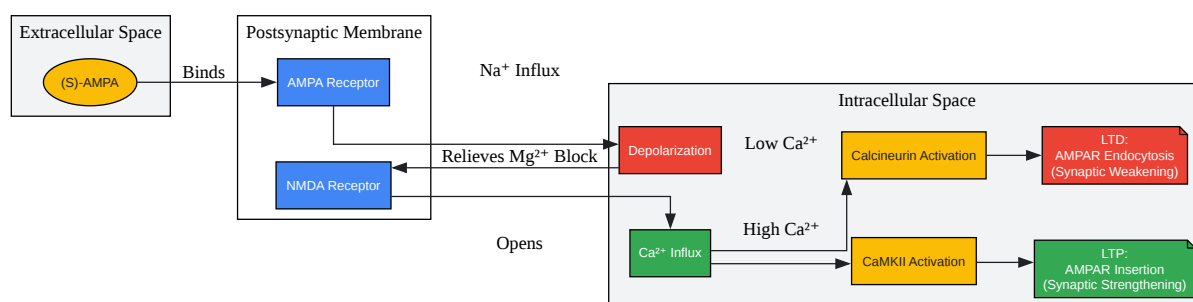 Extracellular Space
(S)-AMPA
Binds
Postsynaptic Membrane
AMPA Receptor
NMDA Receptor
Na⁺ Influx
Relieves Mg²⁺ Block
Opens
Intracellular Space
Depolarization
Ca²⁺ Influx
Low Ca²⁺
High Ca²⁺
Calcineurin Activation
CaMKII Activation
LTD:
AMPAR Endocytosis
(Synaptic Weakening)
LTP:
AMPAR Insertion
(Synaptic Strengthening)